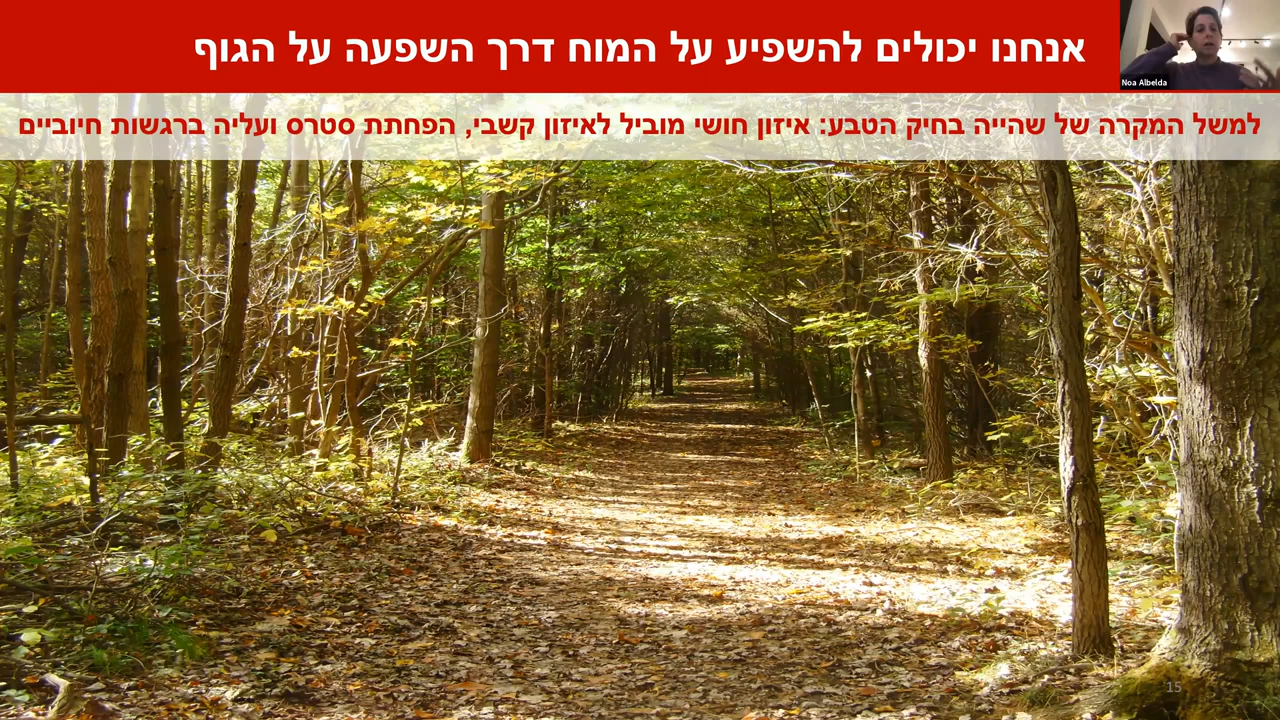 אנחנו יכולים להשפיע על המוח דרך השפעה על הגוף
Noa Albelda
למשל המקרה של שהייה בחיק הטבע: איזון חושי מוביל לאיזון קשבי, הפחתת סטרס ועליה ברגשות חיוביים
15